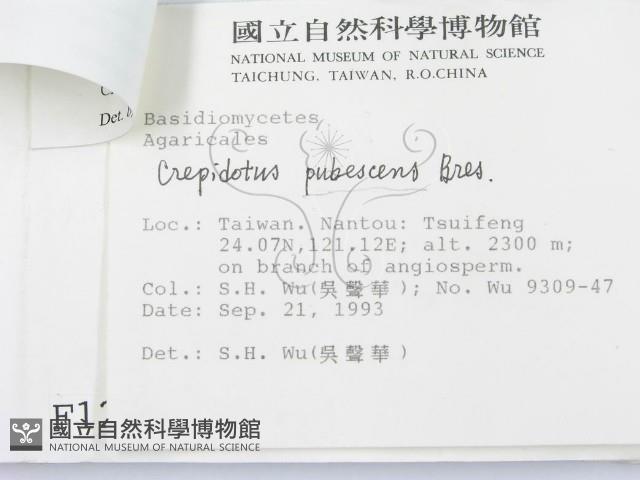 國立自然科學博物館
NATIONAL MUSEUM OF NATURAL SCIENCE
TAICHUNG, TAIWAN, R.O.CHINA
Det.
Basidiomycetes,
Agaricales
Crepidotus pubescens Bres.
Loc.: Taiwan. Nantou: Tsuifeng
24.07N,121.12E; alt. 2300 m;
on branch of angiosperm.
Col.: S.H. Wu(吳聲華); No. Wu 9309-47
Date: Sep. 21, 1993
Det.: S.H. Wu(吳聲華)
國立自然科學博物館
NATIONAL MUSEUM OF NATURAL SCIENCE